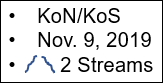 • KoN/KoS
• Nov. 9, 2019
• 2 Streams